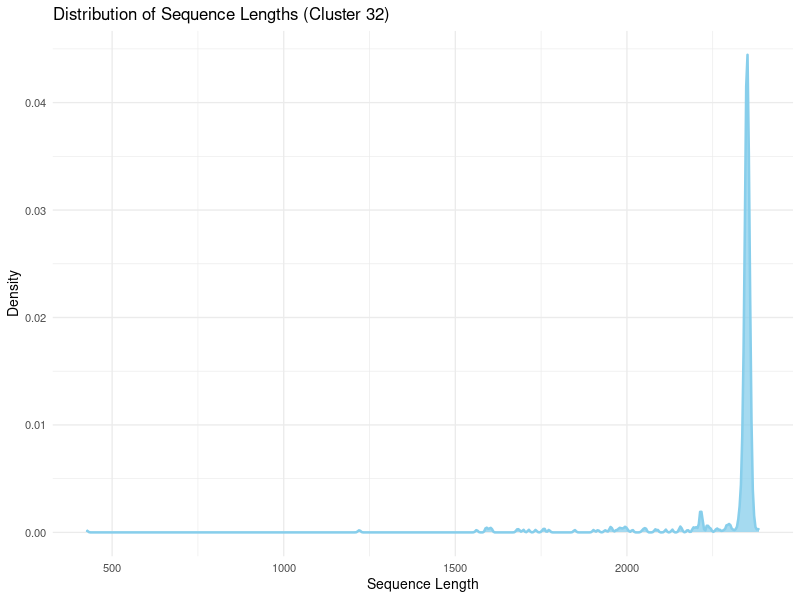 Distribution of Sequence Lengths (Cluster 32)
Density
0.04
0.03
0.02
0.01
0.00
500 1000 1500 2000
Sequence Length